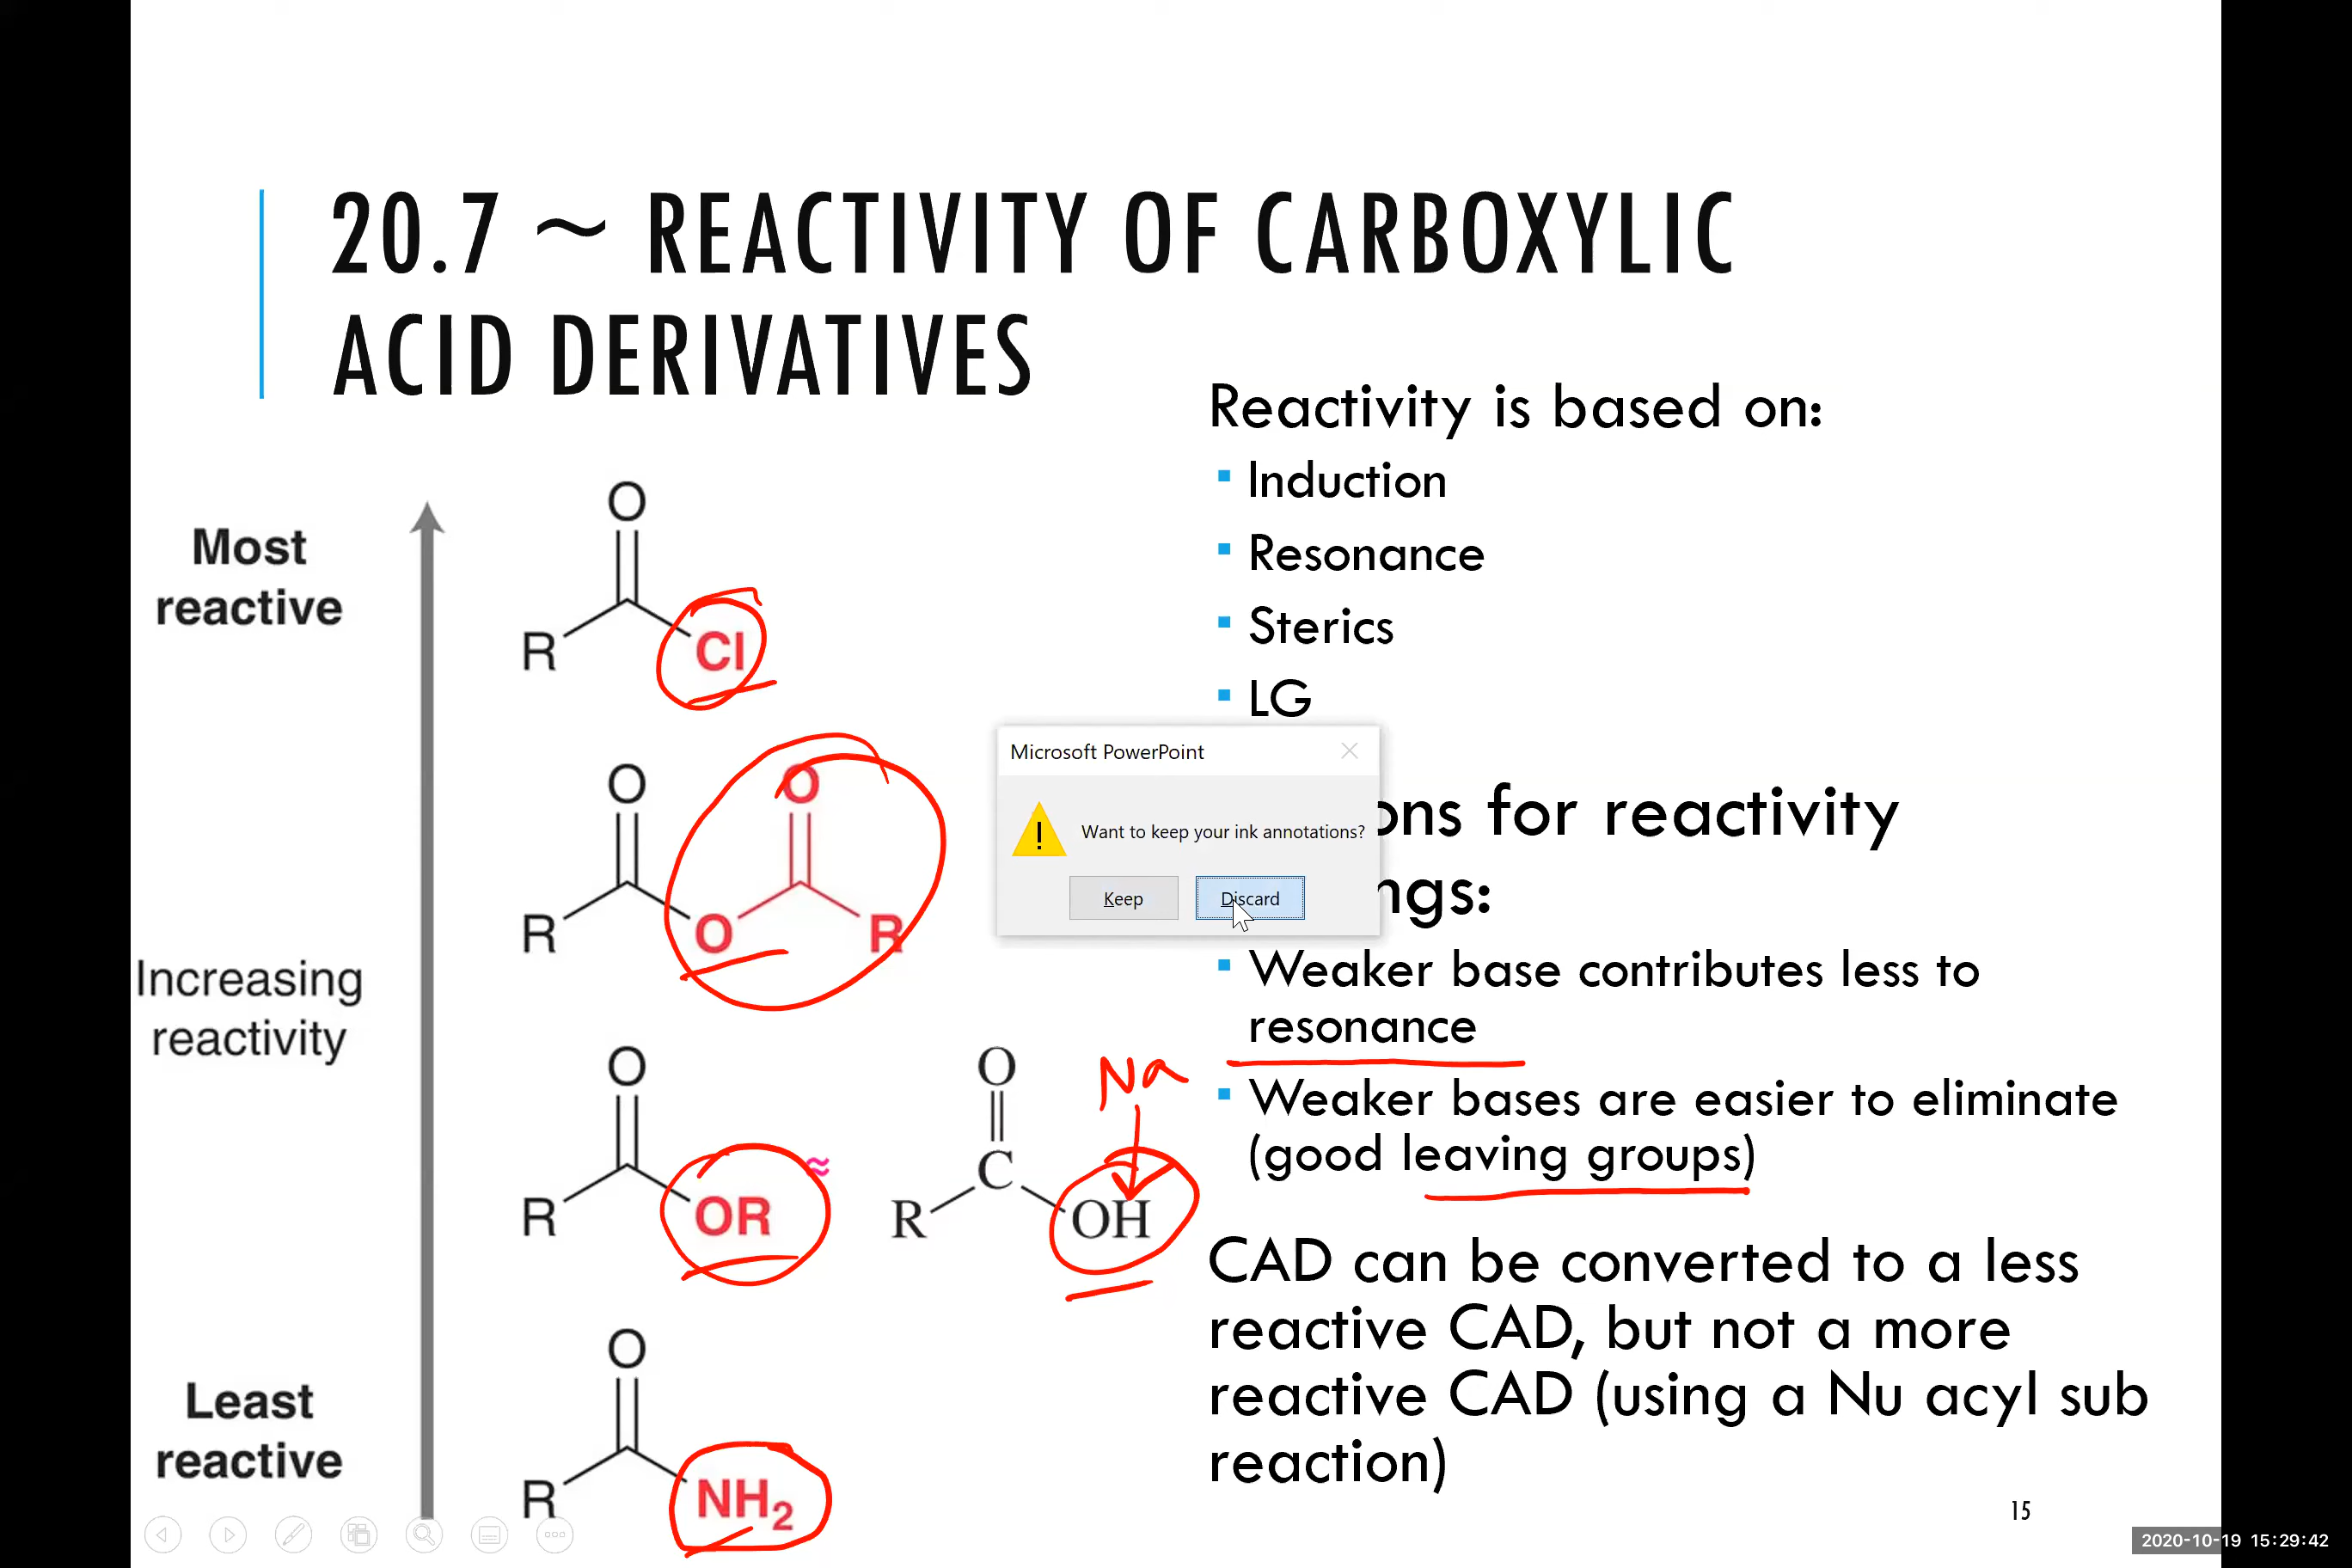 20.7 ~ REACTIVITY OF CARBOXYLIC
ACID DERIVATIVES
Most
reactive
Increasing
reactivity
Least
reactive
O
R
Cl
O
O
R
O
R
O
R
OR
≈
O
C
R
OH
Na
O
R
NH2
Reactivity is based on:
▪ Induction
▪ Resonance
▪ Sterics
▪ LG
ons for reactivity
ngs:
▪ Weaker base contributes less to
resonance
▪ Weaker bases are easier to eliminate
(good leaving groups)
CAD can be converted to a less
reactive CAD, but not a more
reactive CAD (using a Nu acyl sub
reaction)
Microsoft PowerPoint
Want to keep your ink annotations?
Keep
Discard
15
2020-10-19 15:29:42